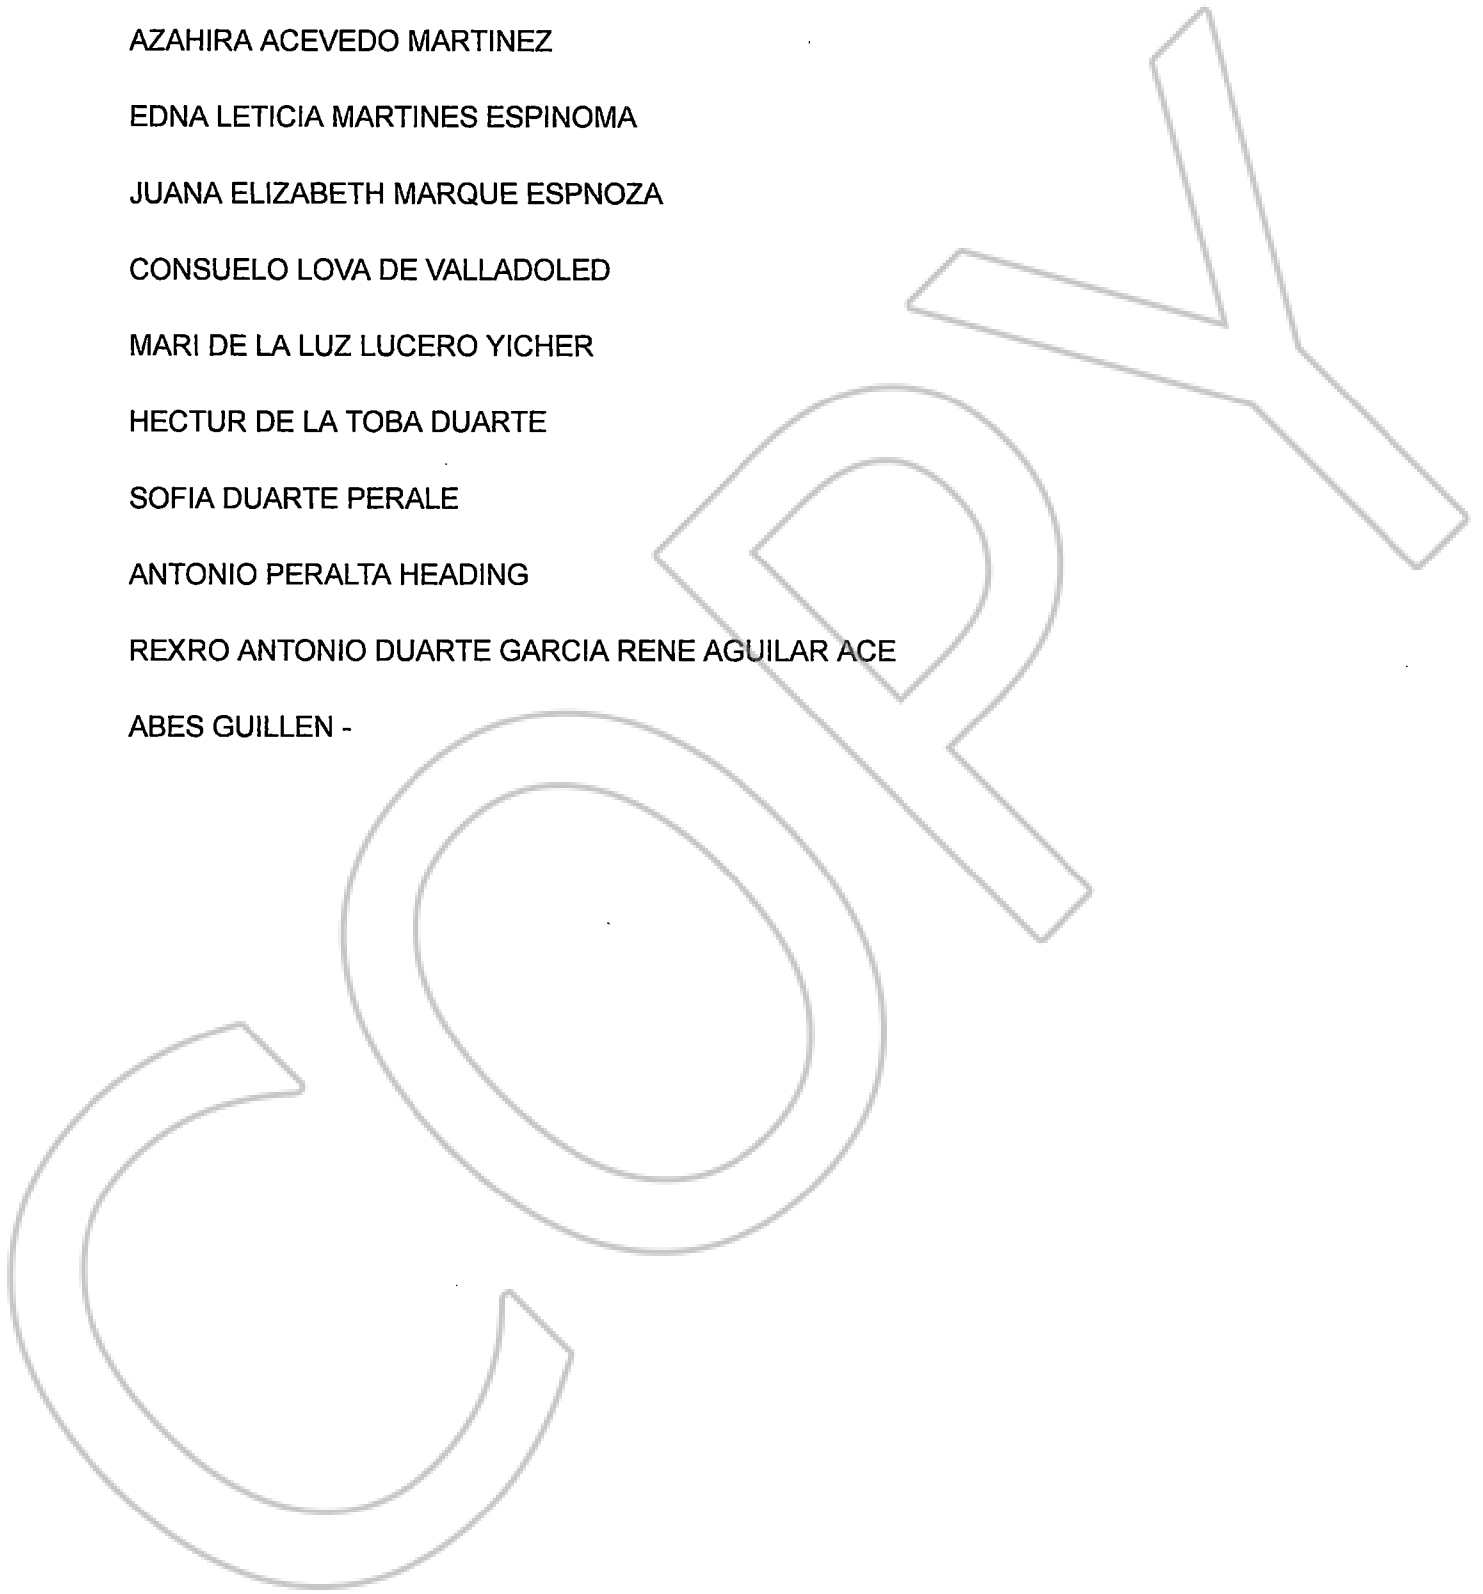 AZAHIRA ACEVEDO MARTINEZ
EDNA LETICIA MARTINES ESPINOMA
JUANA ELIZABETH MARQUE ESPNOZA
CONSUELO LOVA DE VALLADOLED
MARI DE LA LUZ LUCERO YICHER
HECTUR DE LA TOBA DUARTE
SOFIA DUARTE PERALE
ANTONIO PERALTA HEADING
REXRO ANTONIO DUARTE GARCIA RENE AGUILAR ACE
ABES GUILLEN -
COPY